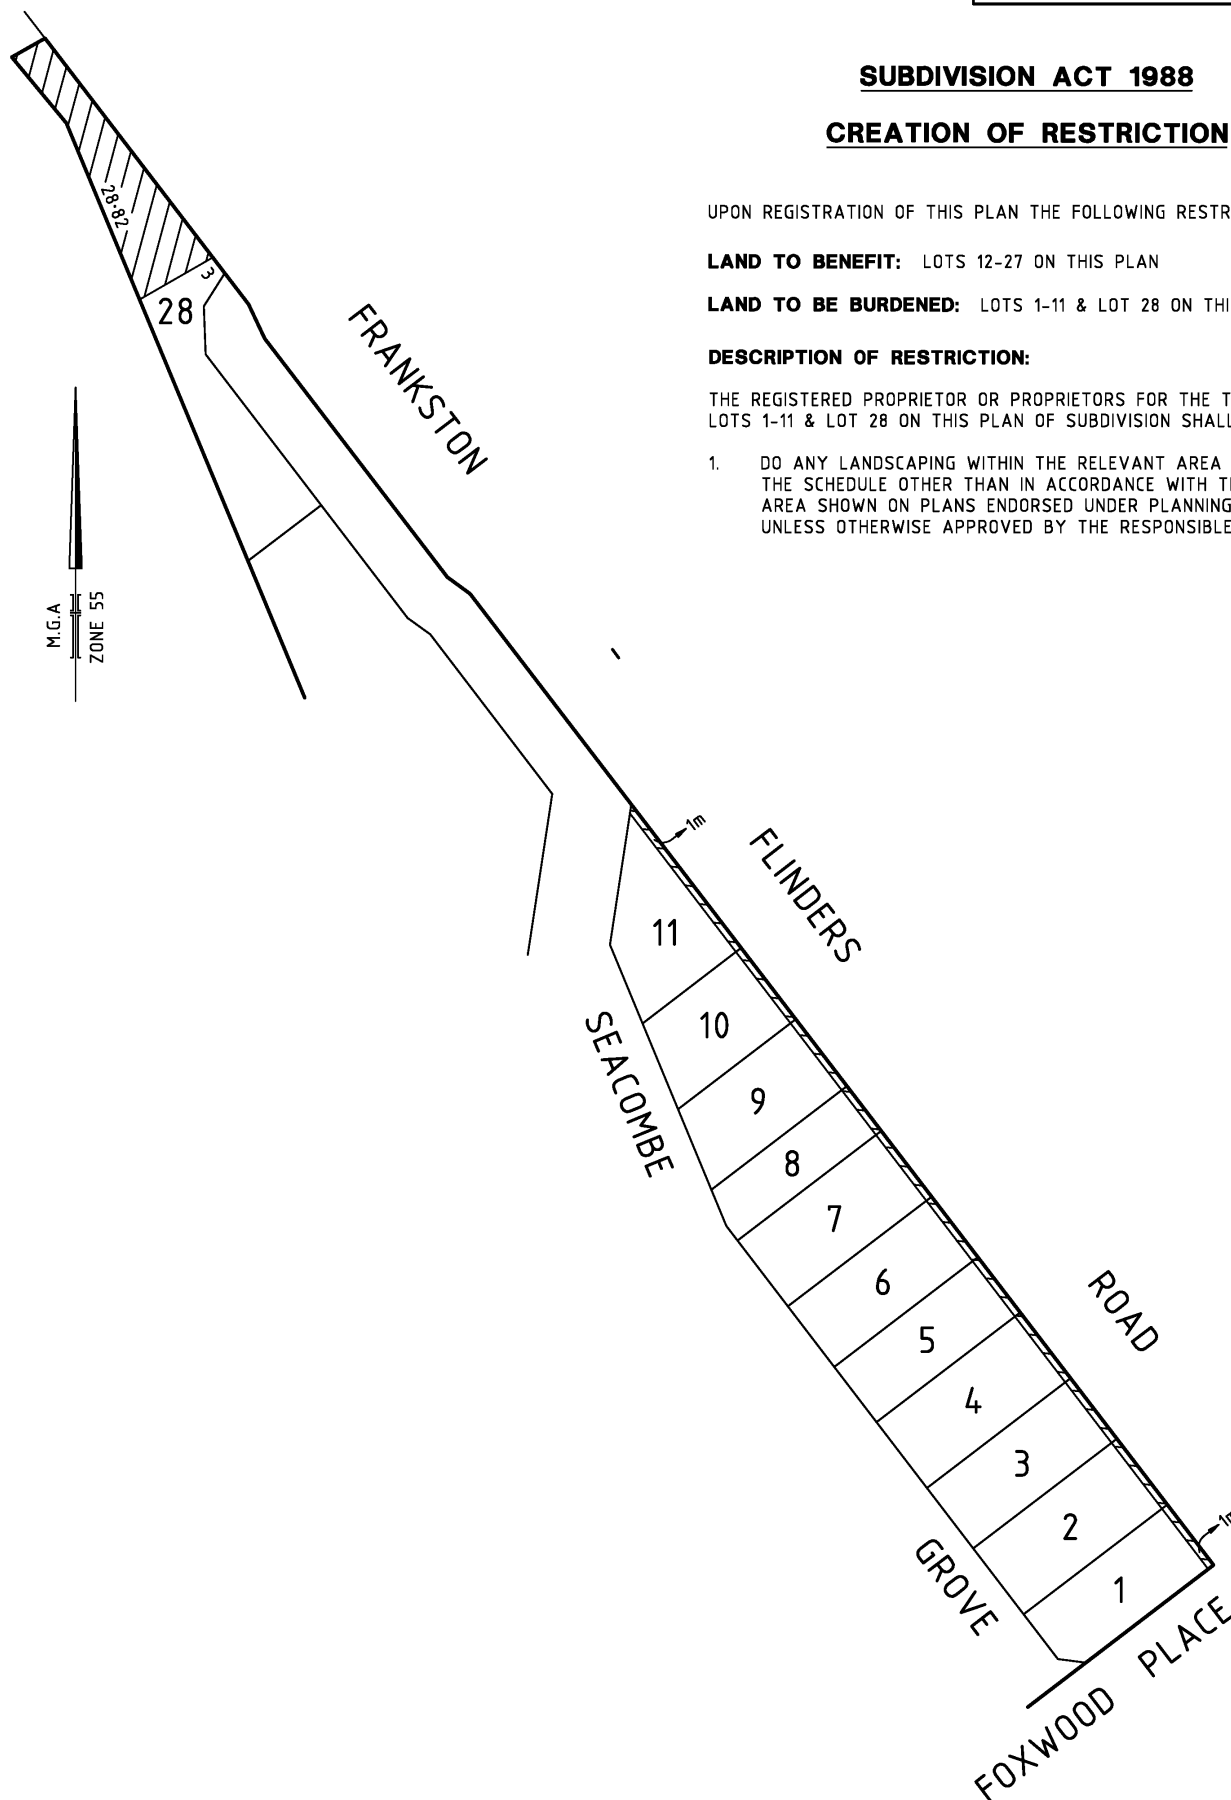 SUBDIVISION ACT 1988
CREATION OF RESTRICTION
UPON REGISTRATION OF THIS PLAN THE FOLLOWING RESTR
LAND TO BENEFIT: LOTS 12-27 ON THIS PLAN
LAND TO BE BURDENED: LOTS 1-11 & LOT 28 ON THI
DESCRIPTION OF RESTRICTION:
THE REGISTERED PROPRIETOR OR PROPRIETORS FOR THE T
LOTS 1-11 & LOT 28 ON THIS PLAN OF SUBDIVISION SHALL
1. DO ANY LANDSCAPING WITHIN THE RELEVANT AREA
THE SCHEDULE OTHER THAN IN ACCORDANCE WITH T
AREA SHOWN ON PLANS ENDORSED UNDER PLANNING
UNLESS OTHERWISE APPROVED BY THE RESPONSIBLE
28·82
3
28
FRANKSTON
M.G.A
ZONE 55
1m
FLINDERS
11
10
SEACOMBE
9
8
7
6
ROAD
5
4
3
2
1m
GROVE
1
FOXWOOD PLACE